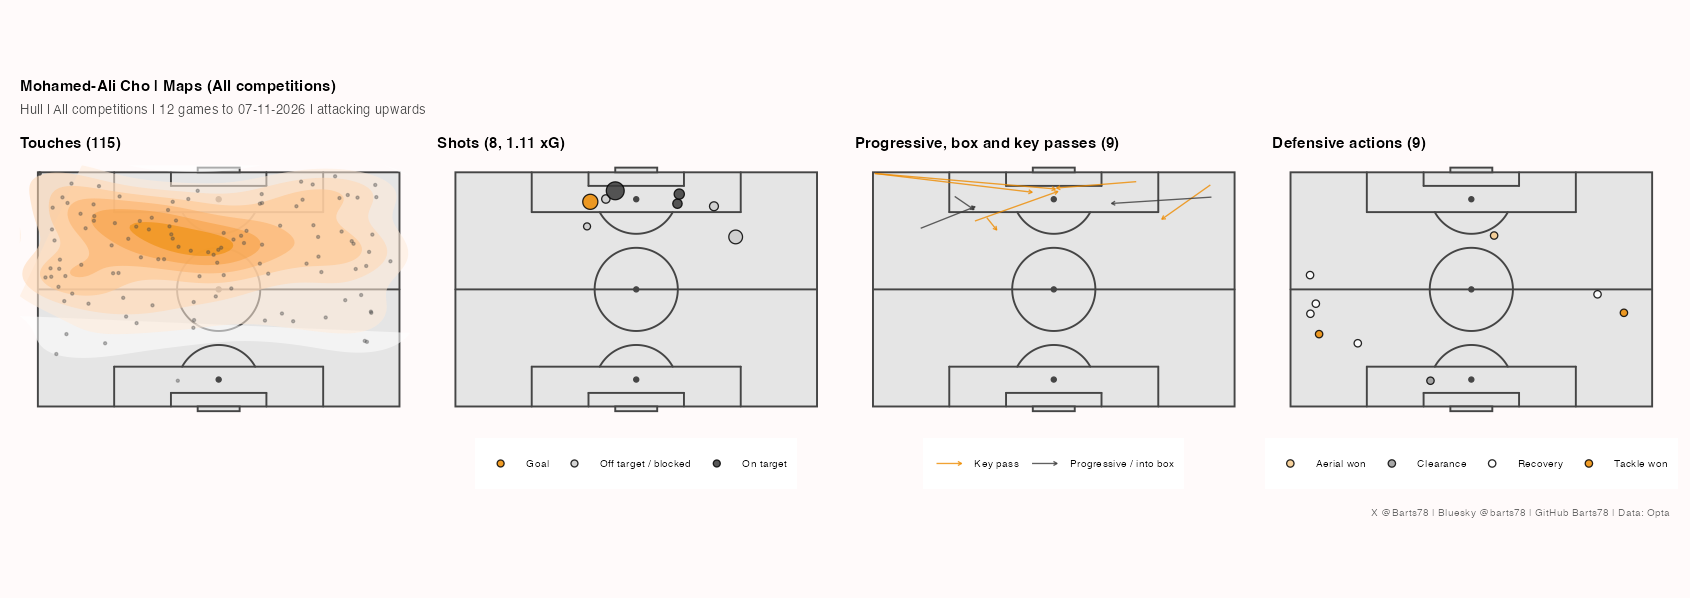 Mohamed-Ali Cho | Maps (All competitions)
Hull | All competitions | 12 games to 07-11-2026 | attacking upwards
Touches (115)
Shots (8, 1.11 xG)
Progressive, box and key passes (9)
Defensive actions (9)
Goal
Off target / blocked
On target
Key pass
Progressive / into box
Aerial won
Clearance
Recovery
Tackle won
X @Barts78 | Bluesky @barts78 | GitHub Barts78 | Data: Opta